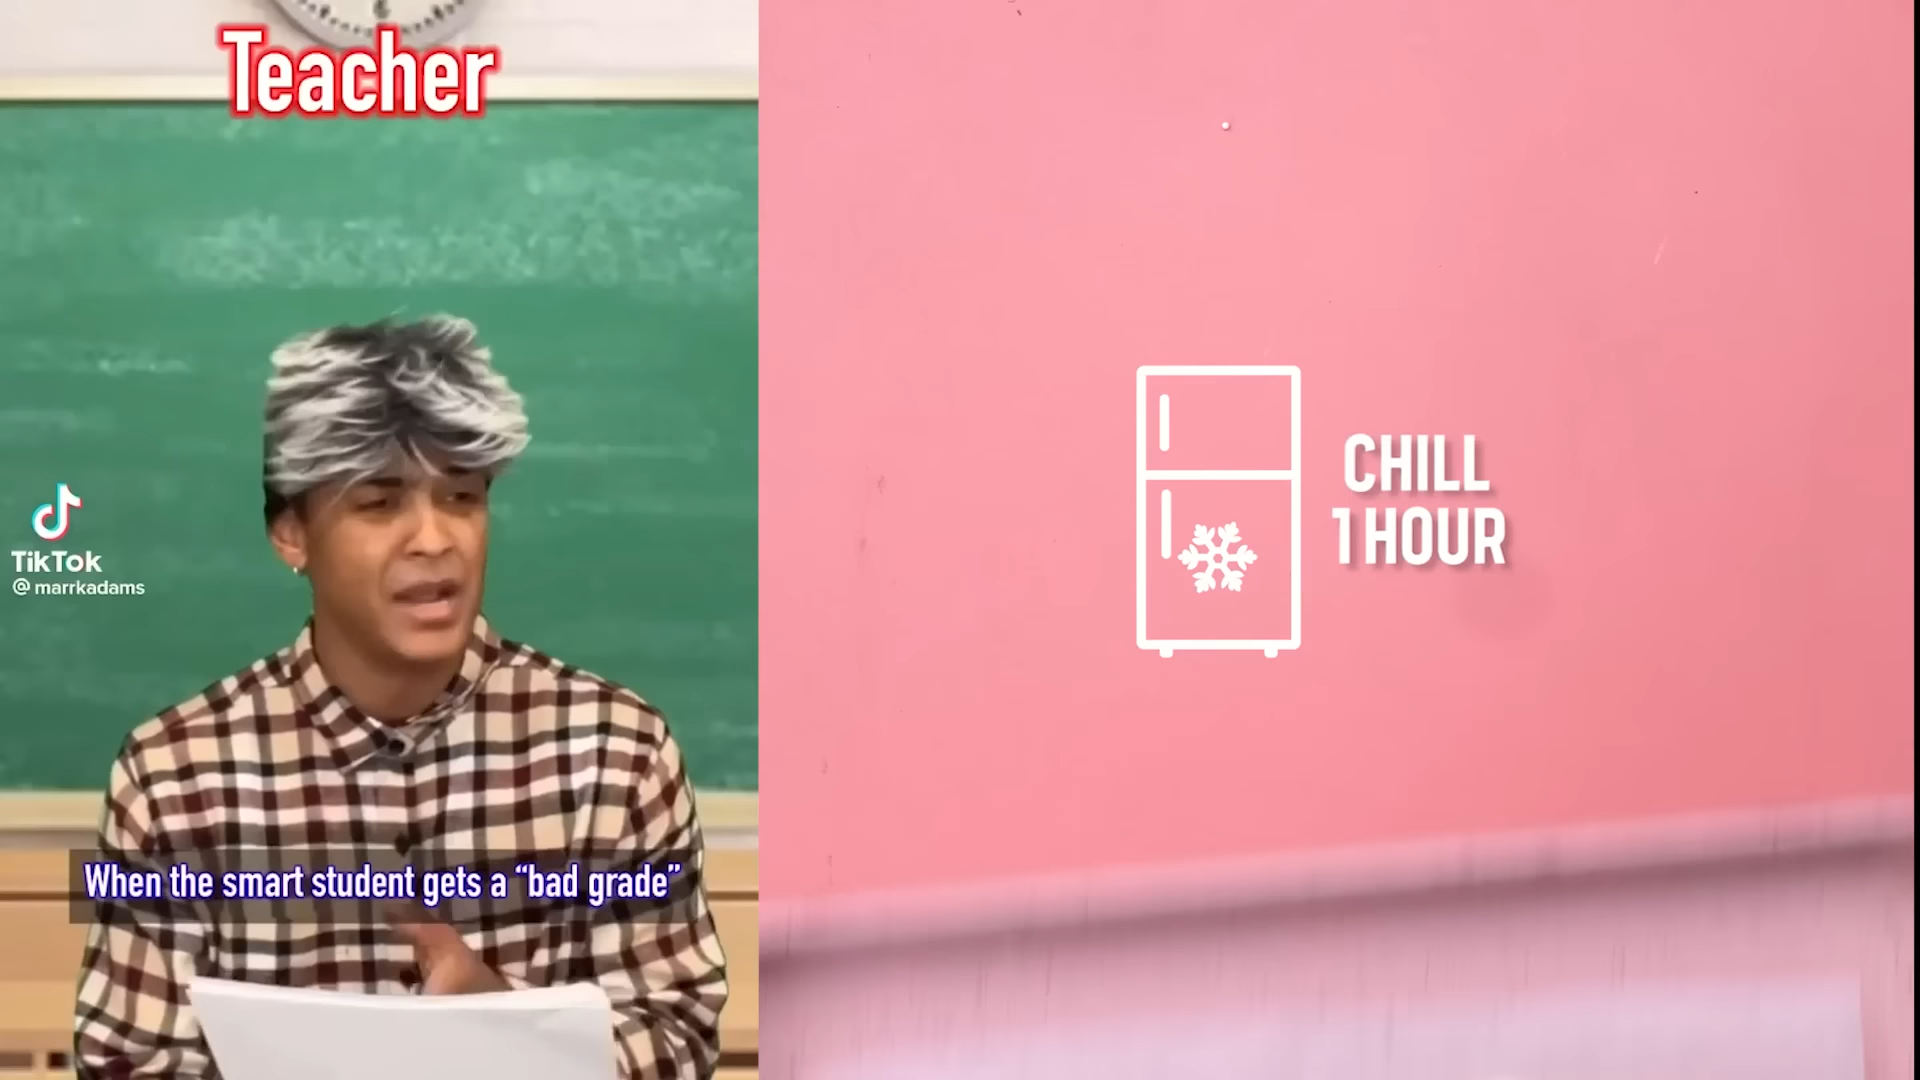 Teacher
TikTok
@marrkadams
When the smart student gets a “bad grade”
CHILL
1 HOUR